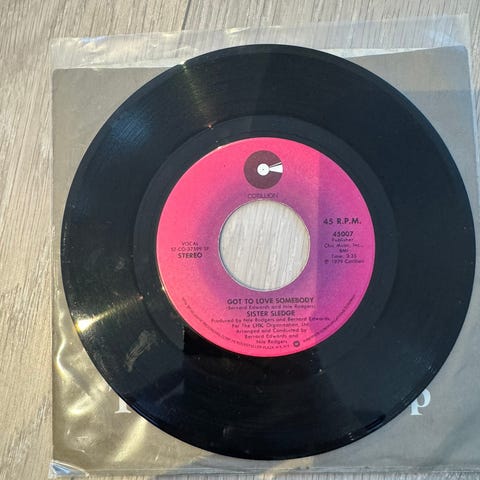 COTILLION
45 R.P.M.
45007
Publisher
Chic Music, Inc.,
BMI
Time: 3:35
℗ 1979 Cotillion
VOCAL
STEREO
GOT TO LOVE SOMEBODY
(Bernard Edwards and Nile Rodgers)
SISTER SLEDGE
Produced by Nile Rodgers and Bernard Edwards
For The CHIC Organization, Ltd.
Arranged and Conducted by
Bernard Edwards and
Nile Rodgers
p